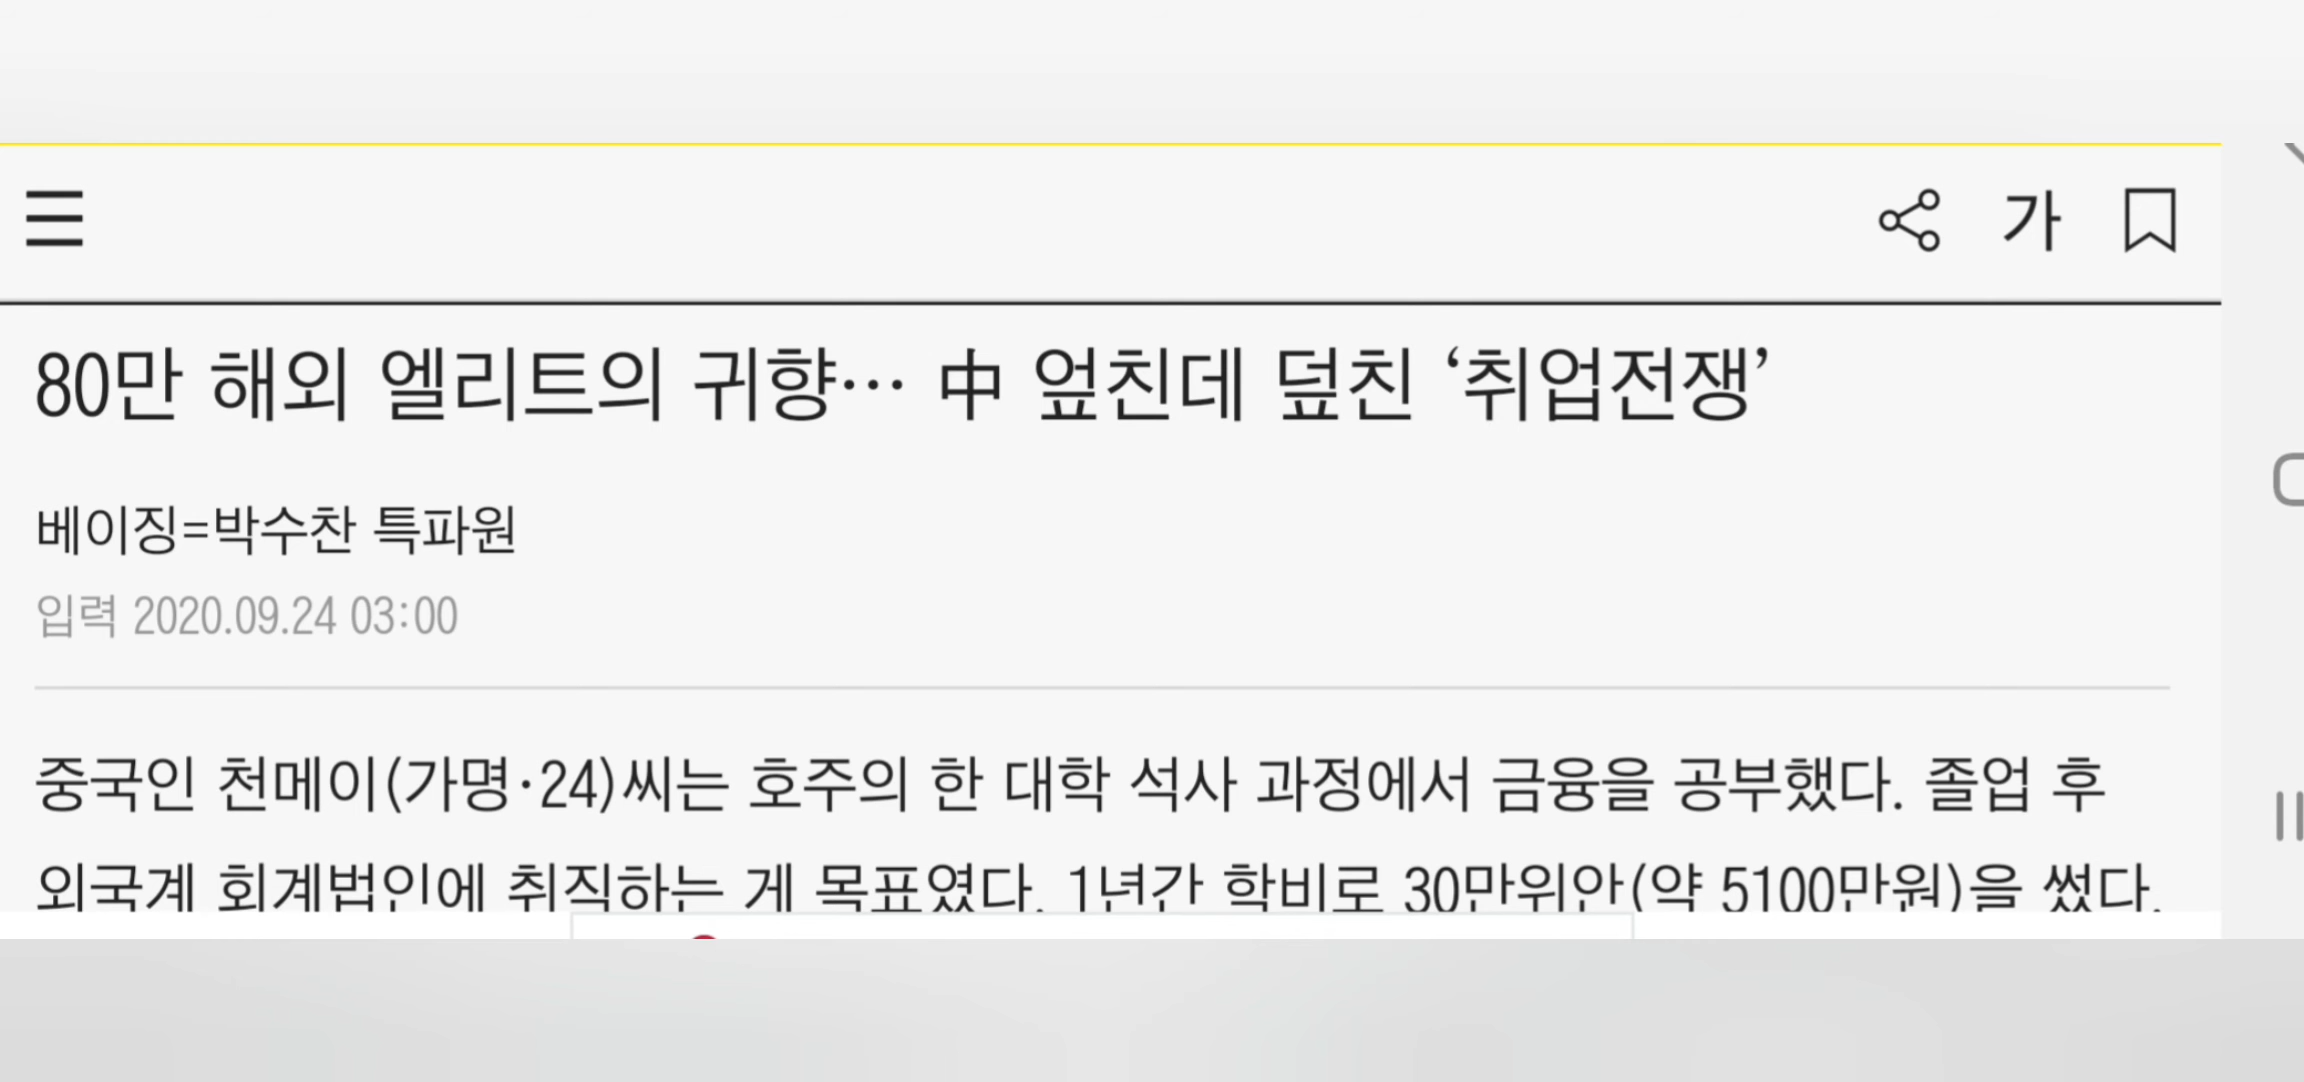 가
80만 해외 엘리트의 귀향… 中 엎친데 덮친 ‘취업전쟁’
베이징=박수찬 특파원
입력 2020.09.24 03:00
중국인 천메이(가명·24)씨는 호주의 한 대학 석사 과정에서 금융을 공부했다. 졸업 후
외국계 회계법인에 취직하는 게 목표였다. 1년간 학비로 30만위안(약 5100만원)을 썼다.